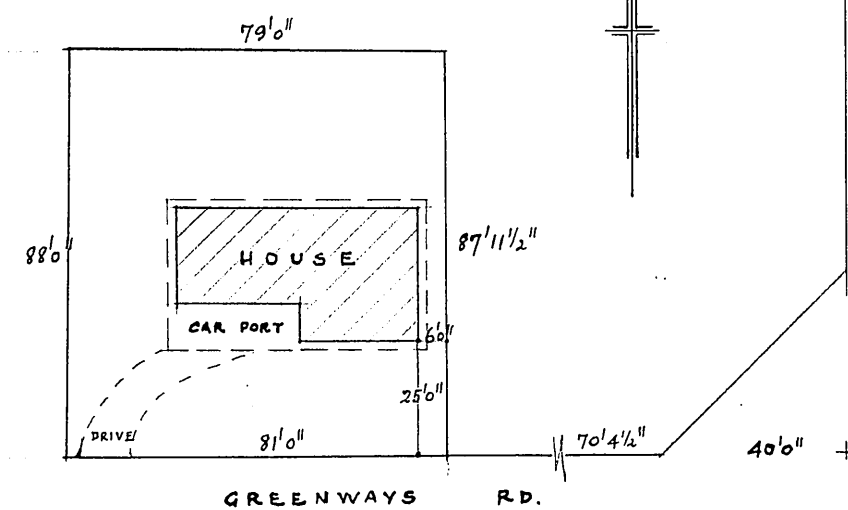 79'0"
88'0"
HOUSE
87'11½"
CAR PORT
6'0"
25'0"
DRIVE
81'0"
70'4½"
40'0"
GREENWAYS RD.